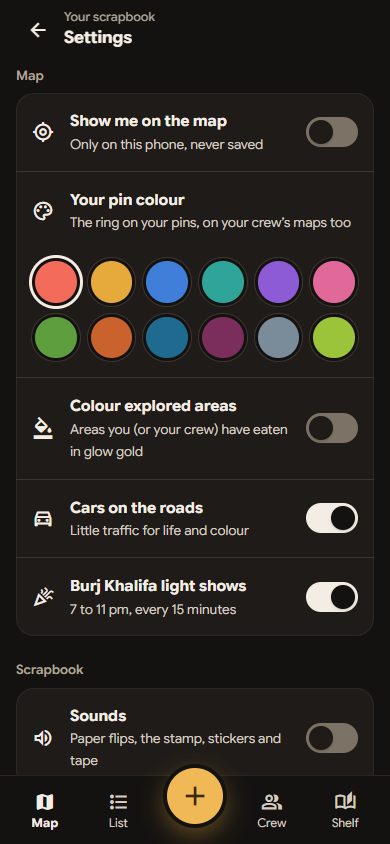 Your scrapbook
Settings
Map
Show me on the map
Only on this phone, never saved
Your pin colour
The ring on your pins, on your crew's maps too
Colour explored areas
Areas you (or your crew) have eaten
in glow gold
Cars on the roads
Little traffic for life and colour
Burj Khalifa light shows
7 to 11 pm, every 15 minutes
Scrapbook
Sounds
Paper flips, the stamp, stickers and
tape
Map
List
Crew
Shelf